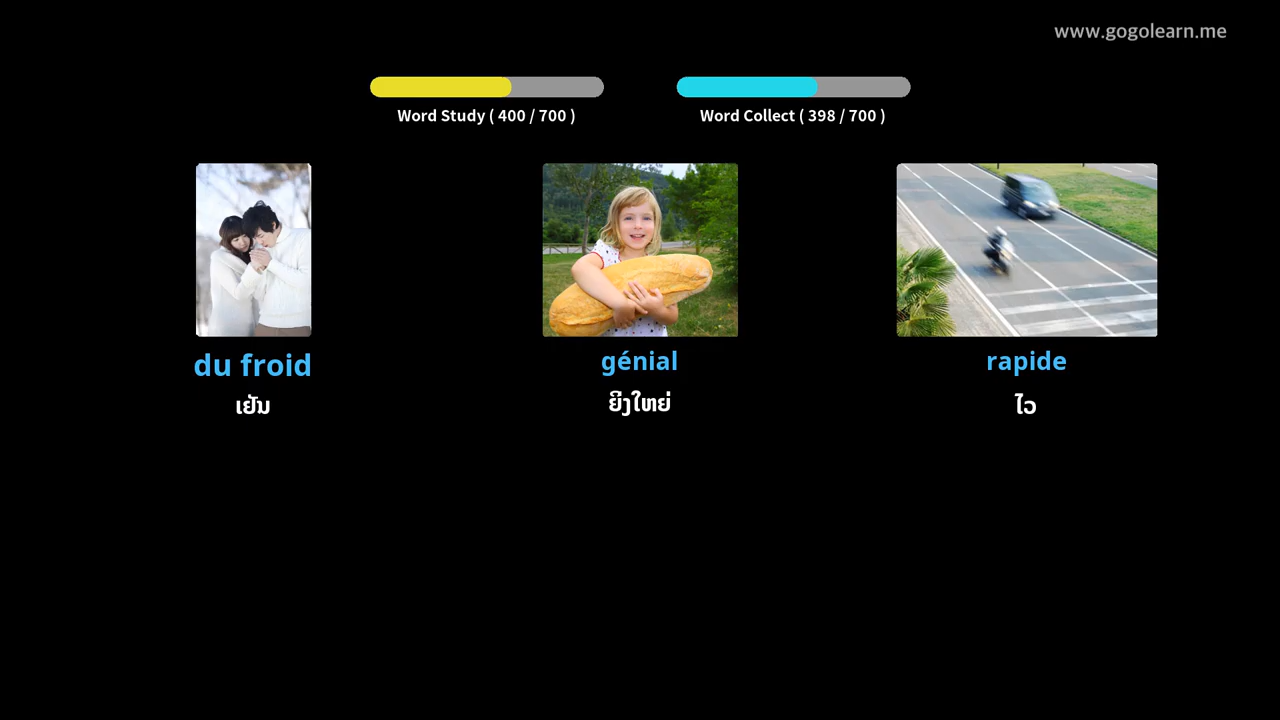 www.gogolearn.me
Word Study ( 400 / 700 )
Word Collect ( 398 / 700 )
du froid
génial
rapide
ເຢັນ
ຍິງໃຫຍ່
ໄວ